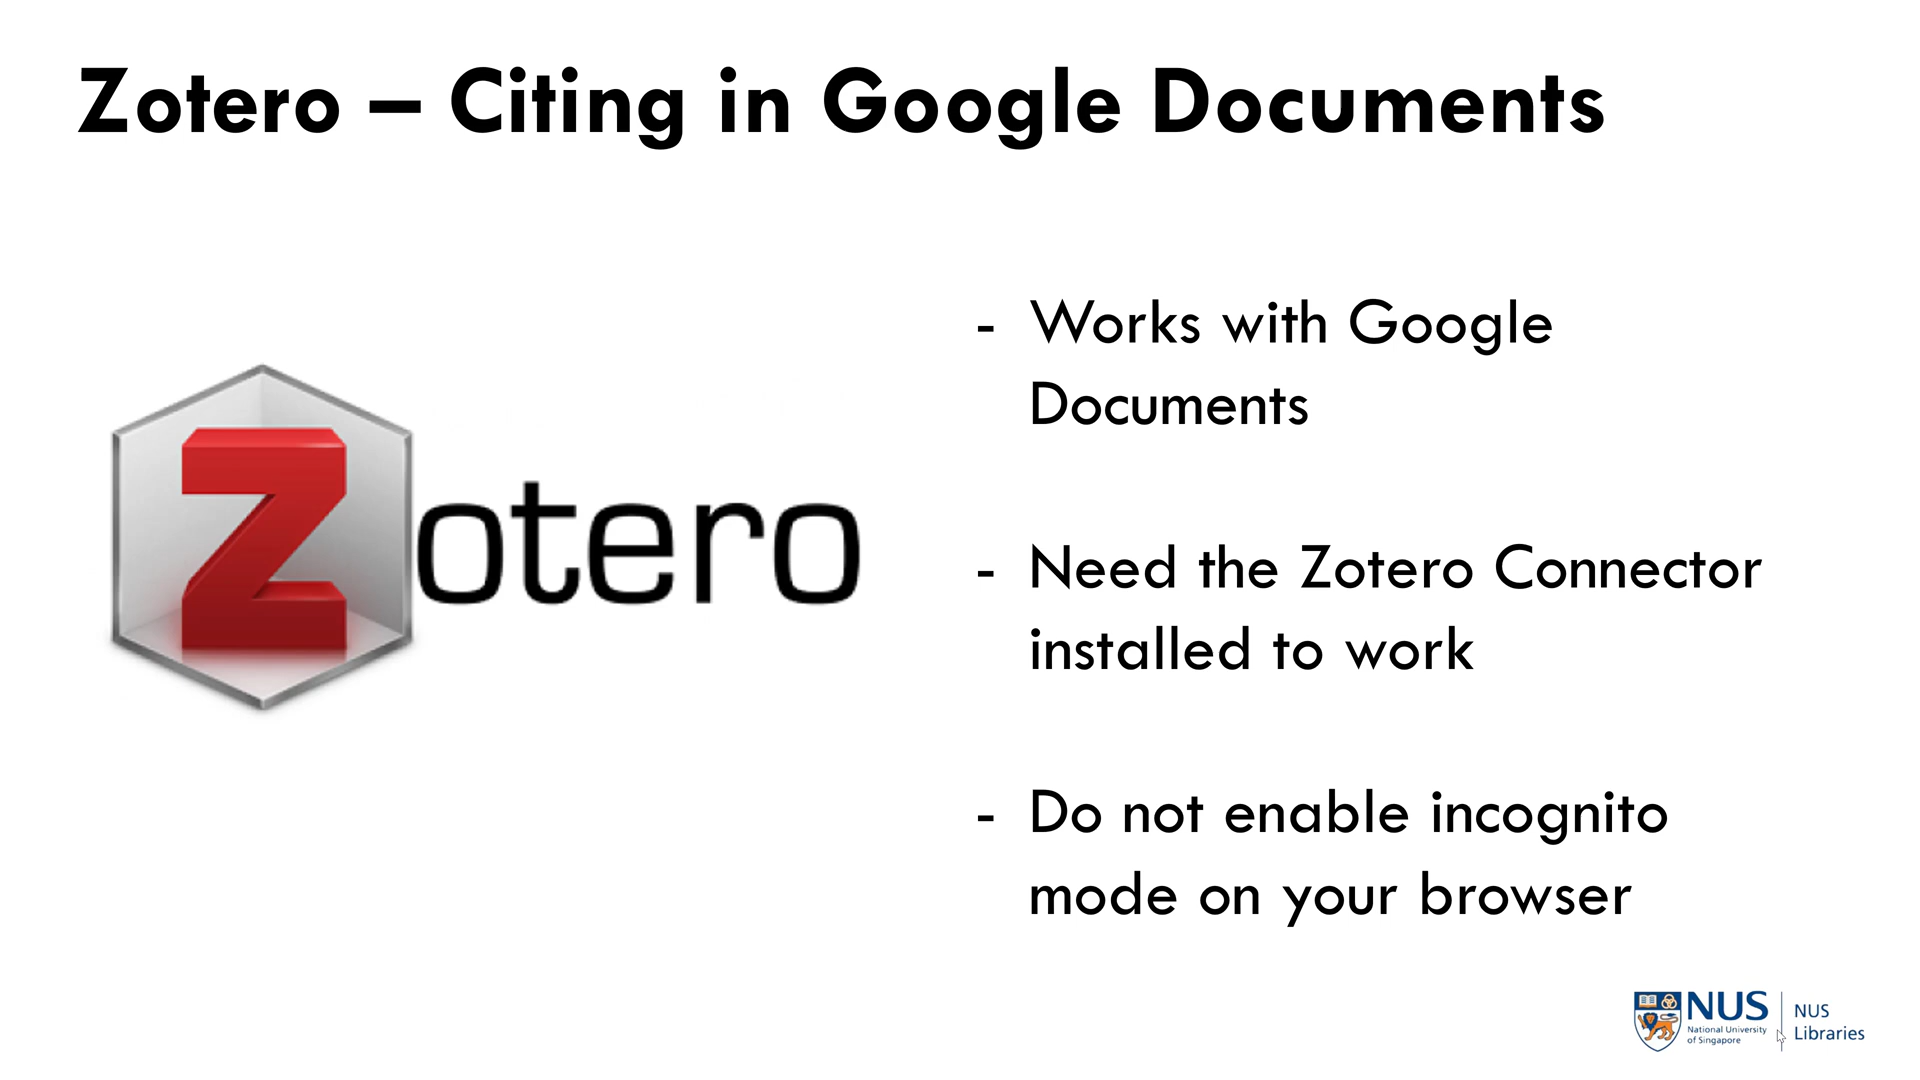 Zotero – Citing in Google Documents
Zotero
- Works with Google
Documents
- Need the Zotero Connector
installed to work
- Do not enable incognito
mode on your browser
NUS
National University
of Singapore
NUS
Libraries